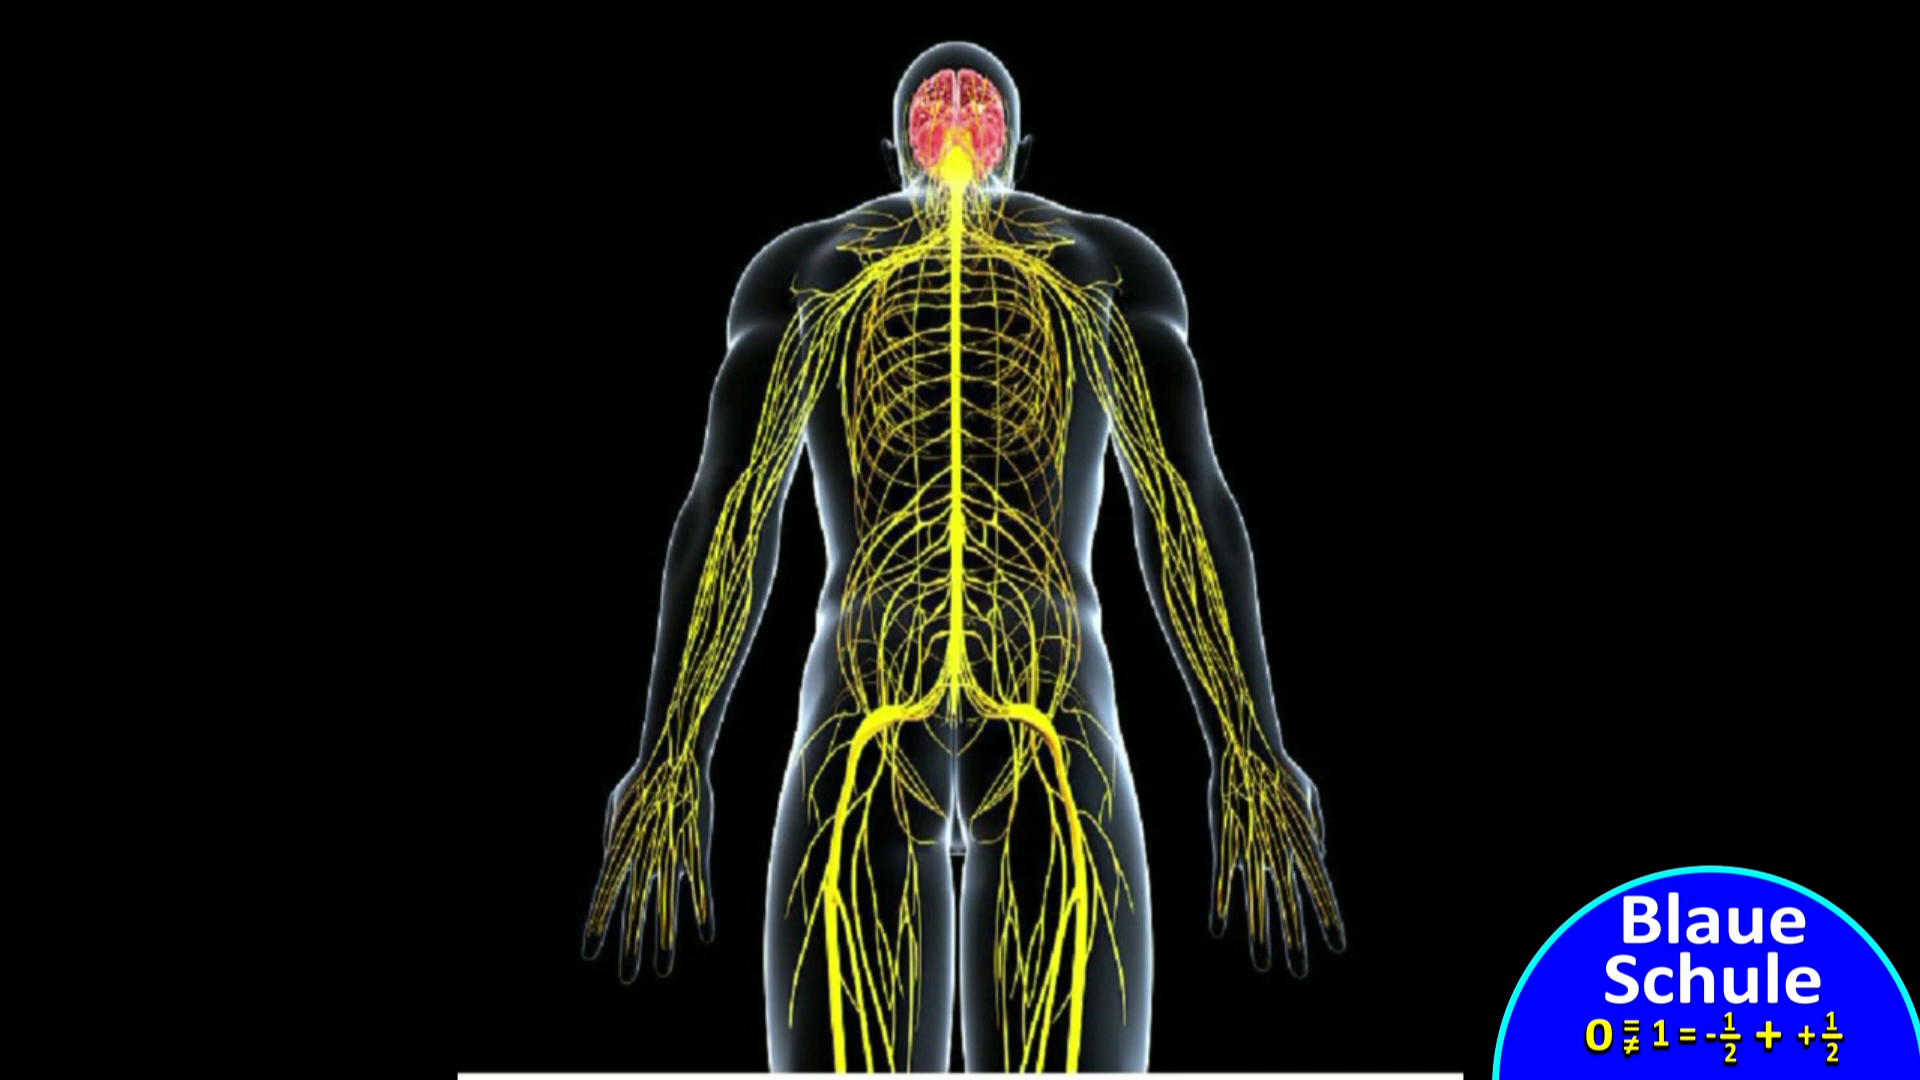 Blaue
Schule
0 ≡≠ 1 = -1/2 + +1/2